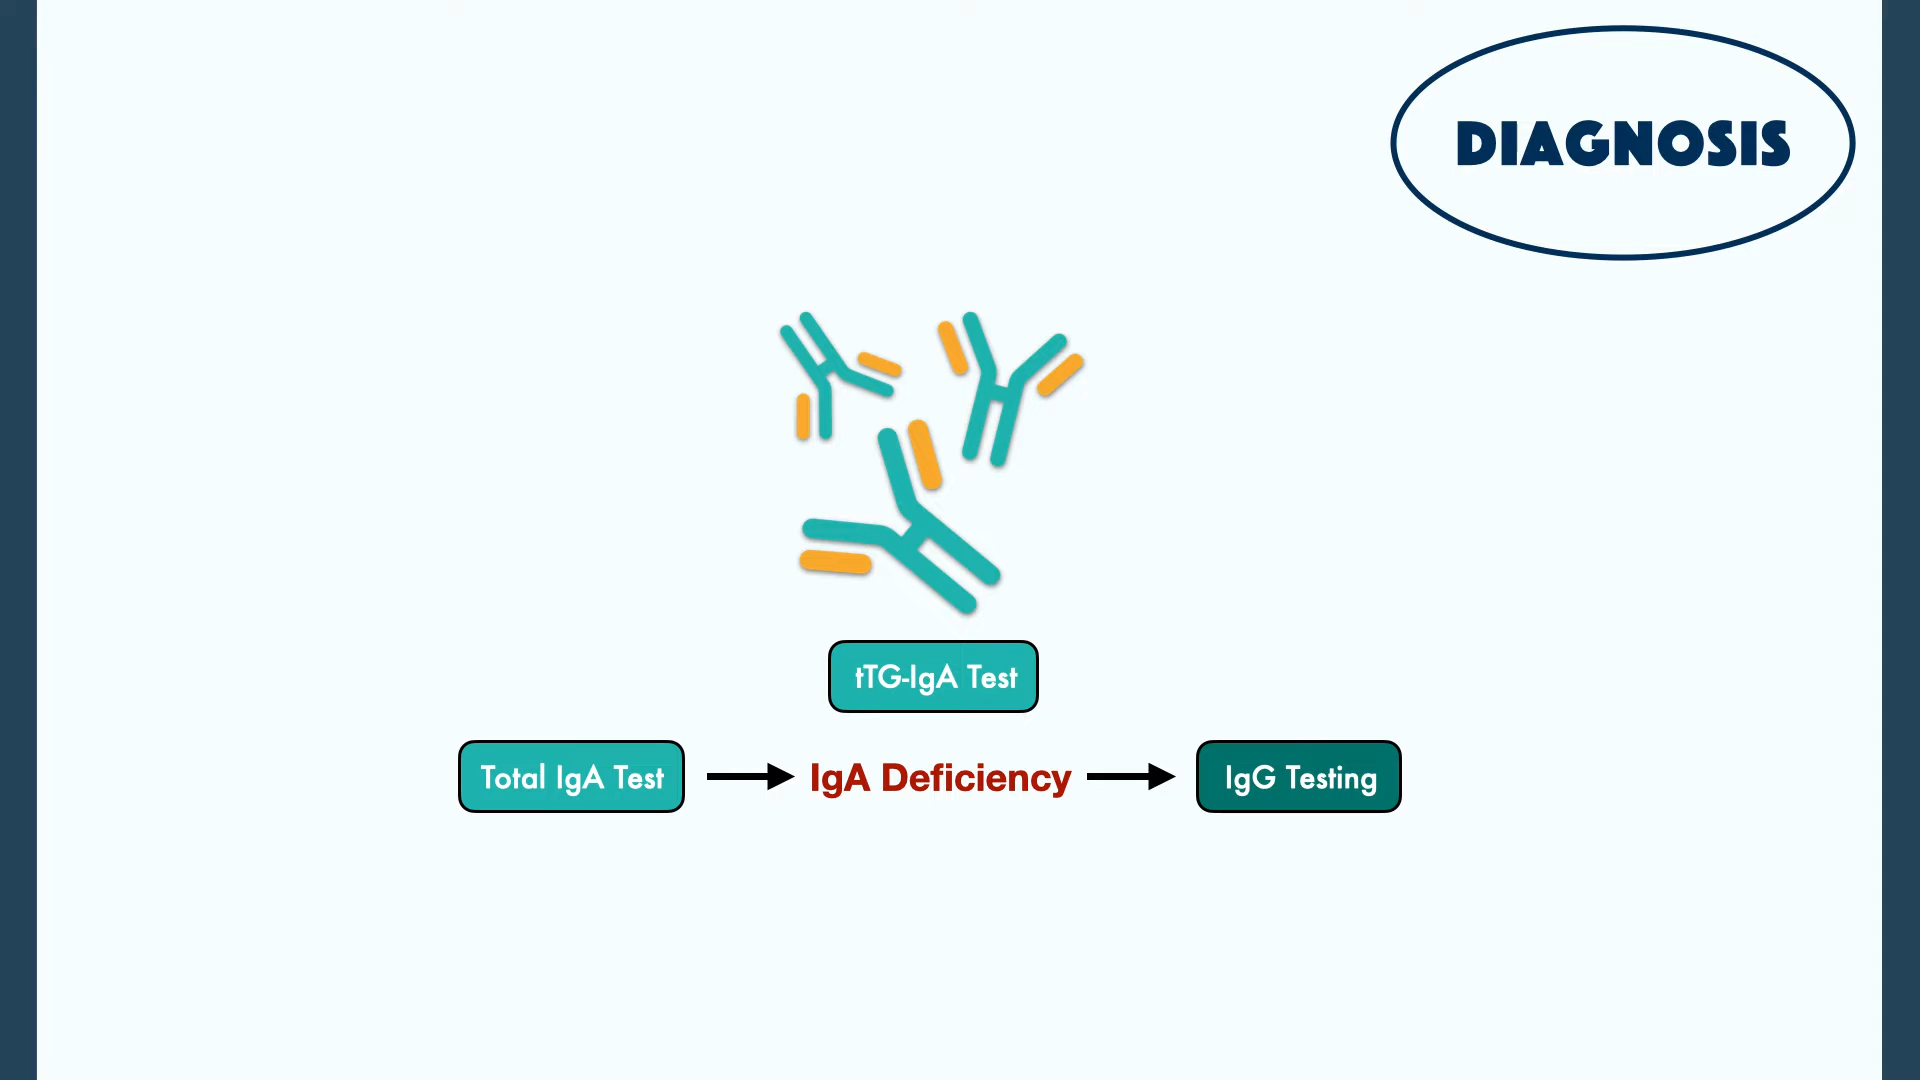 DIAGNOSIS
tTG-IgA Test
Total IgA Test
IgA Deficiency
IgG Testing